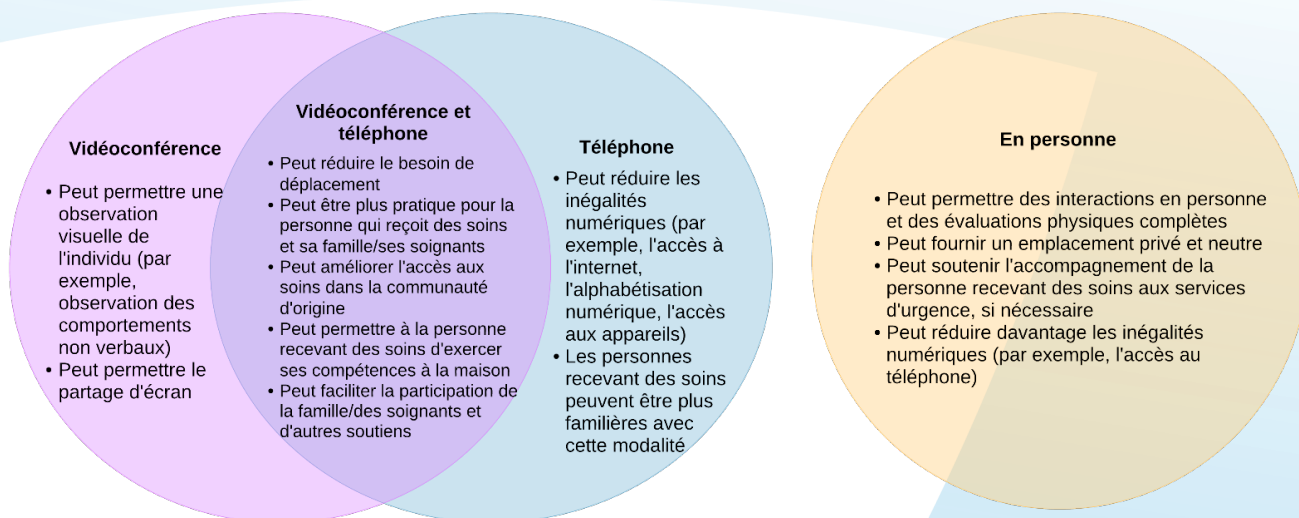 Vidéoconférence
• Peut permettre une
observation
visuelle de
l'individu (par
exemple,
observation des
comportements
non verbaux)
• Peut permettre le
partage d'écran
Vidéoconférence et
téléphone
• Peut réduire le besoin de
déplacement
• Peut être plus pratique pour la
personne qui reçoit des soins
et sa famille/ses soignants
• Peut améliorer l'accès aux
soins dans la communauté
d'origine
• Peut permettre à la personne
recevant des soins d'exercer
ses compétences à la maison
• Peut faciliter la participation de
la famille/des soignants et
d'autres soutiens
Téléphone
• Peut réduire les
inégalités
numériques (par
exemple, l'accès à
l'internet,
l'alphabétisation
numérique, l'accès
aux appareils)
• Les personnes
recevant des soins
peuvent être plus
familières avec
cette modalité
En personne
• Peut permettre des interactions en personne
et des évaluations physiques complètes
• Peut fournir un emplacement privé et neutre
• Peut soutenir l'accompagnement de la
personne recevant des soins aux services
d'urgence, si nécessaire
• Peut réduire davantage les inégalités
numériques (par exemple, l'accès au
téléphone)